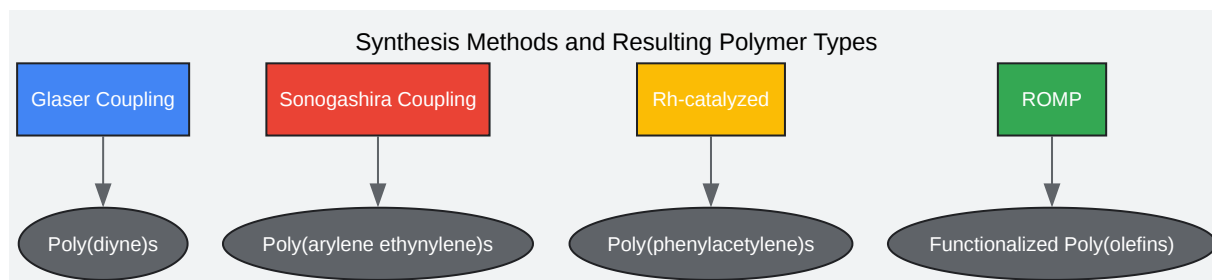 Synthesis Methods and Resulting Polymer Types
Glaser Coupling
Sonogashira Coupling
Rh-catalyzed
ROMP
Poly(diyne)s
Poly(arylene ethynylene)s
Poly(phenylacetylene)s
Functionalized Poly(olefins)